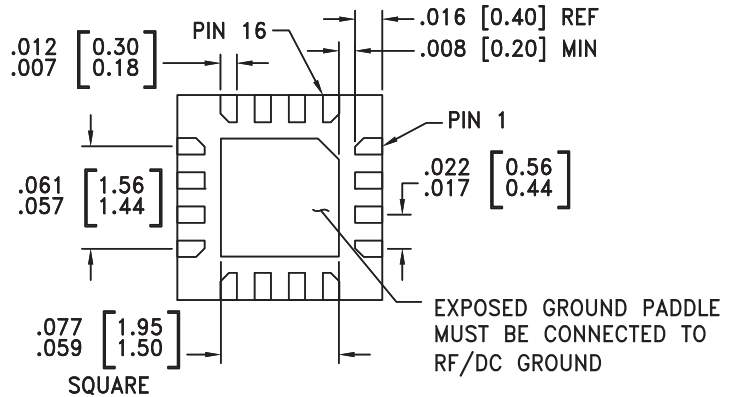 .016 [0.40] REF
PIN 16
.012 [0.30]
.007 [0.18]
.008 [0.20] MIN
PIN 1
.022 [0.56]
.017 [0.44]
.061 [1.56]
.057 [1.44]
EXPOSED GROUND PADDLE
MUST BE CONNECTED TO
RF/DC GROUND
.077 [1.95]
.059 [1.50]
SQUARE